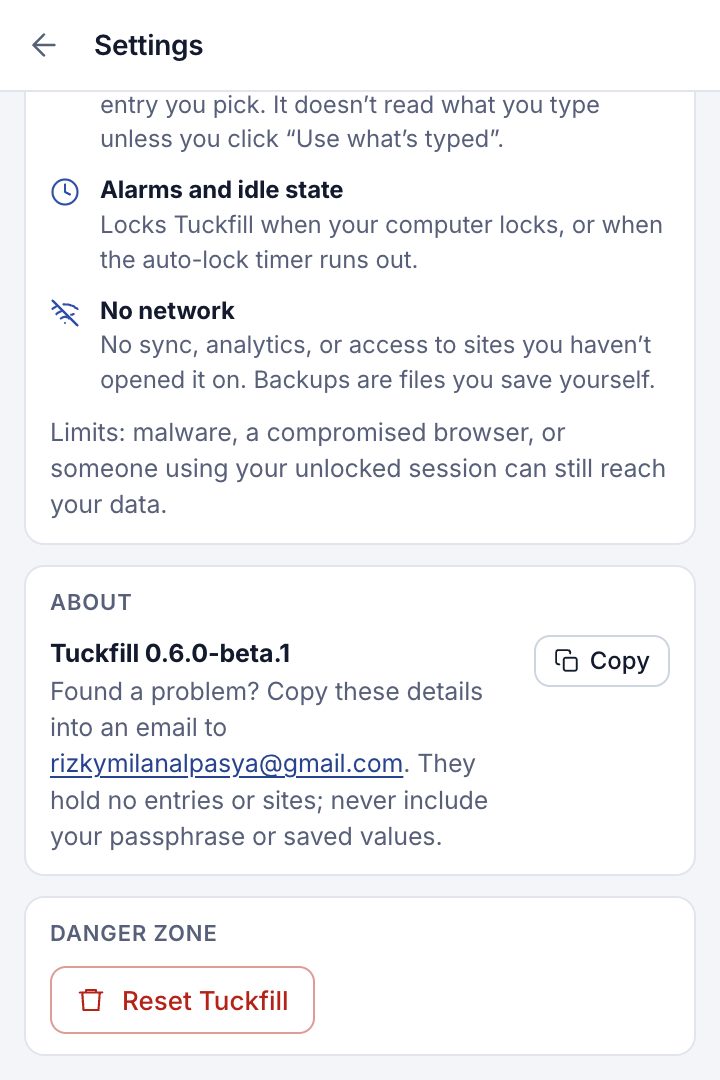 Settings
entry you pick. It doesn’t read what you type
unless you click “Use what’s typed”.
Alarms and idle state
Locks Tuckfill when your computer locks, or when
the auto-lock timer runs out.
No network
No sync, analytics, or access to sites you haven’t
opened it on. Backups are files you save yourself.
Limits: malware, a compromised browser, or
someone using your unlocked session can still reach
your data.
ABOUT
Tuckfill 0.6.0-beta.1
Copy
Found a problem? Copy these details
into an email to
rizkymilanalpasya@gmail.com. They
hold no entries or sites; never include
your passphrase or saved values.
DANGER ZONE
Reset Tuckfill